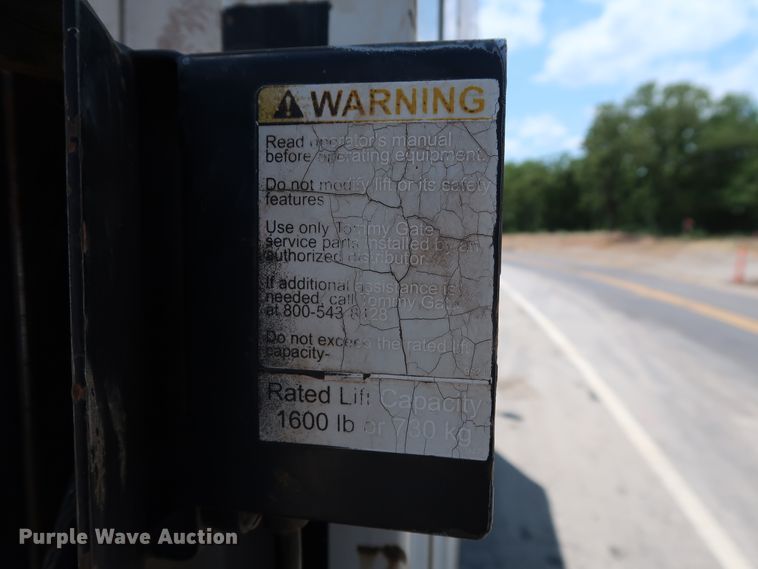 WARNING
Read operator's manual
before operating equipment.
Do not modify lift or its safety
features
Use only Tommy Gate
service parts installed by an
authorized distributor
If additional assistance is
needed, call Tommy Gate
at 800-543-8428
Do not exceed the rated lift
capacity-
Rated Lift Capacity
1600 lb or 730 kg
Purple Wave Auction